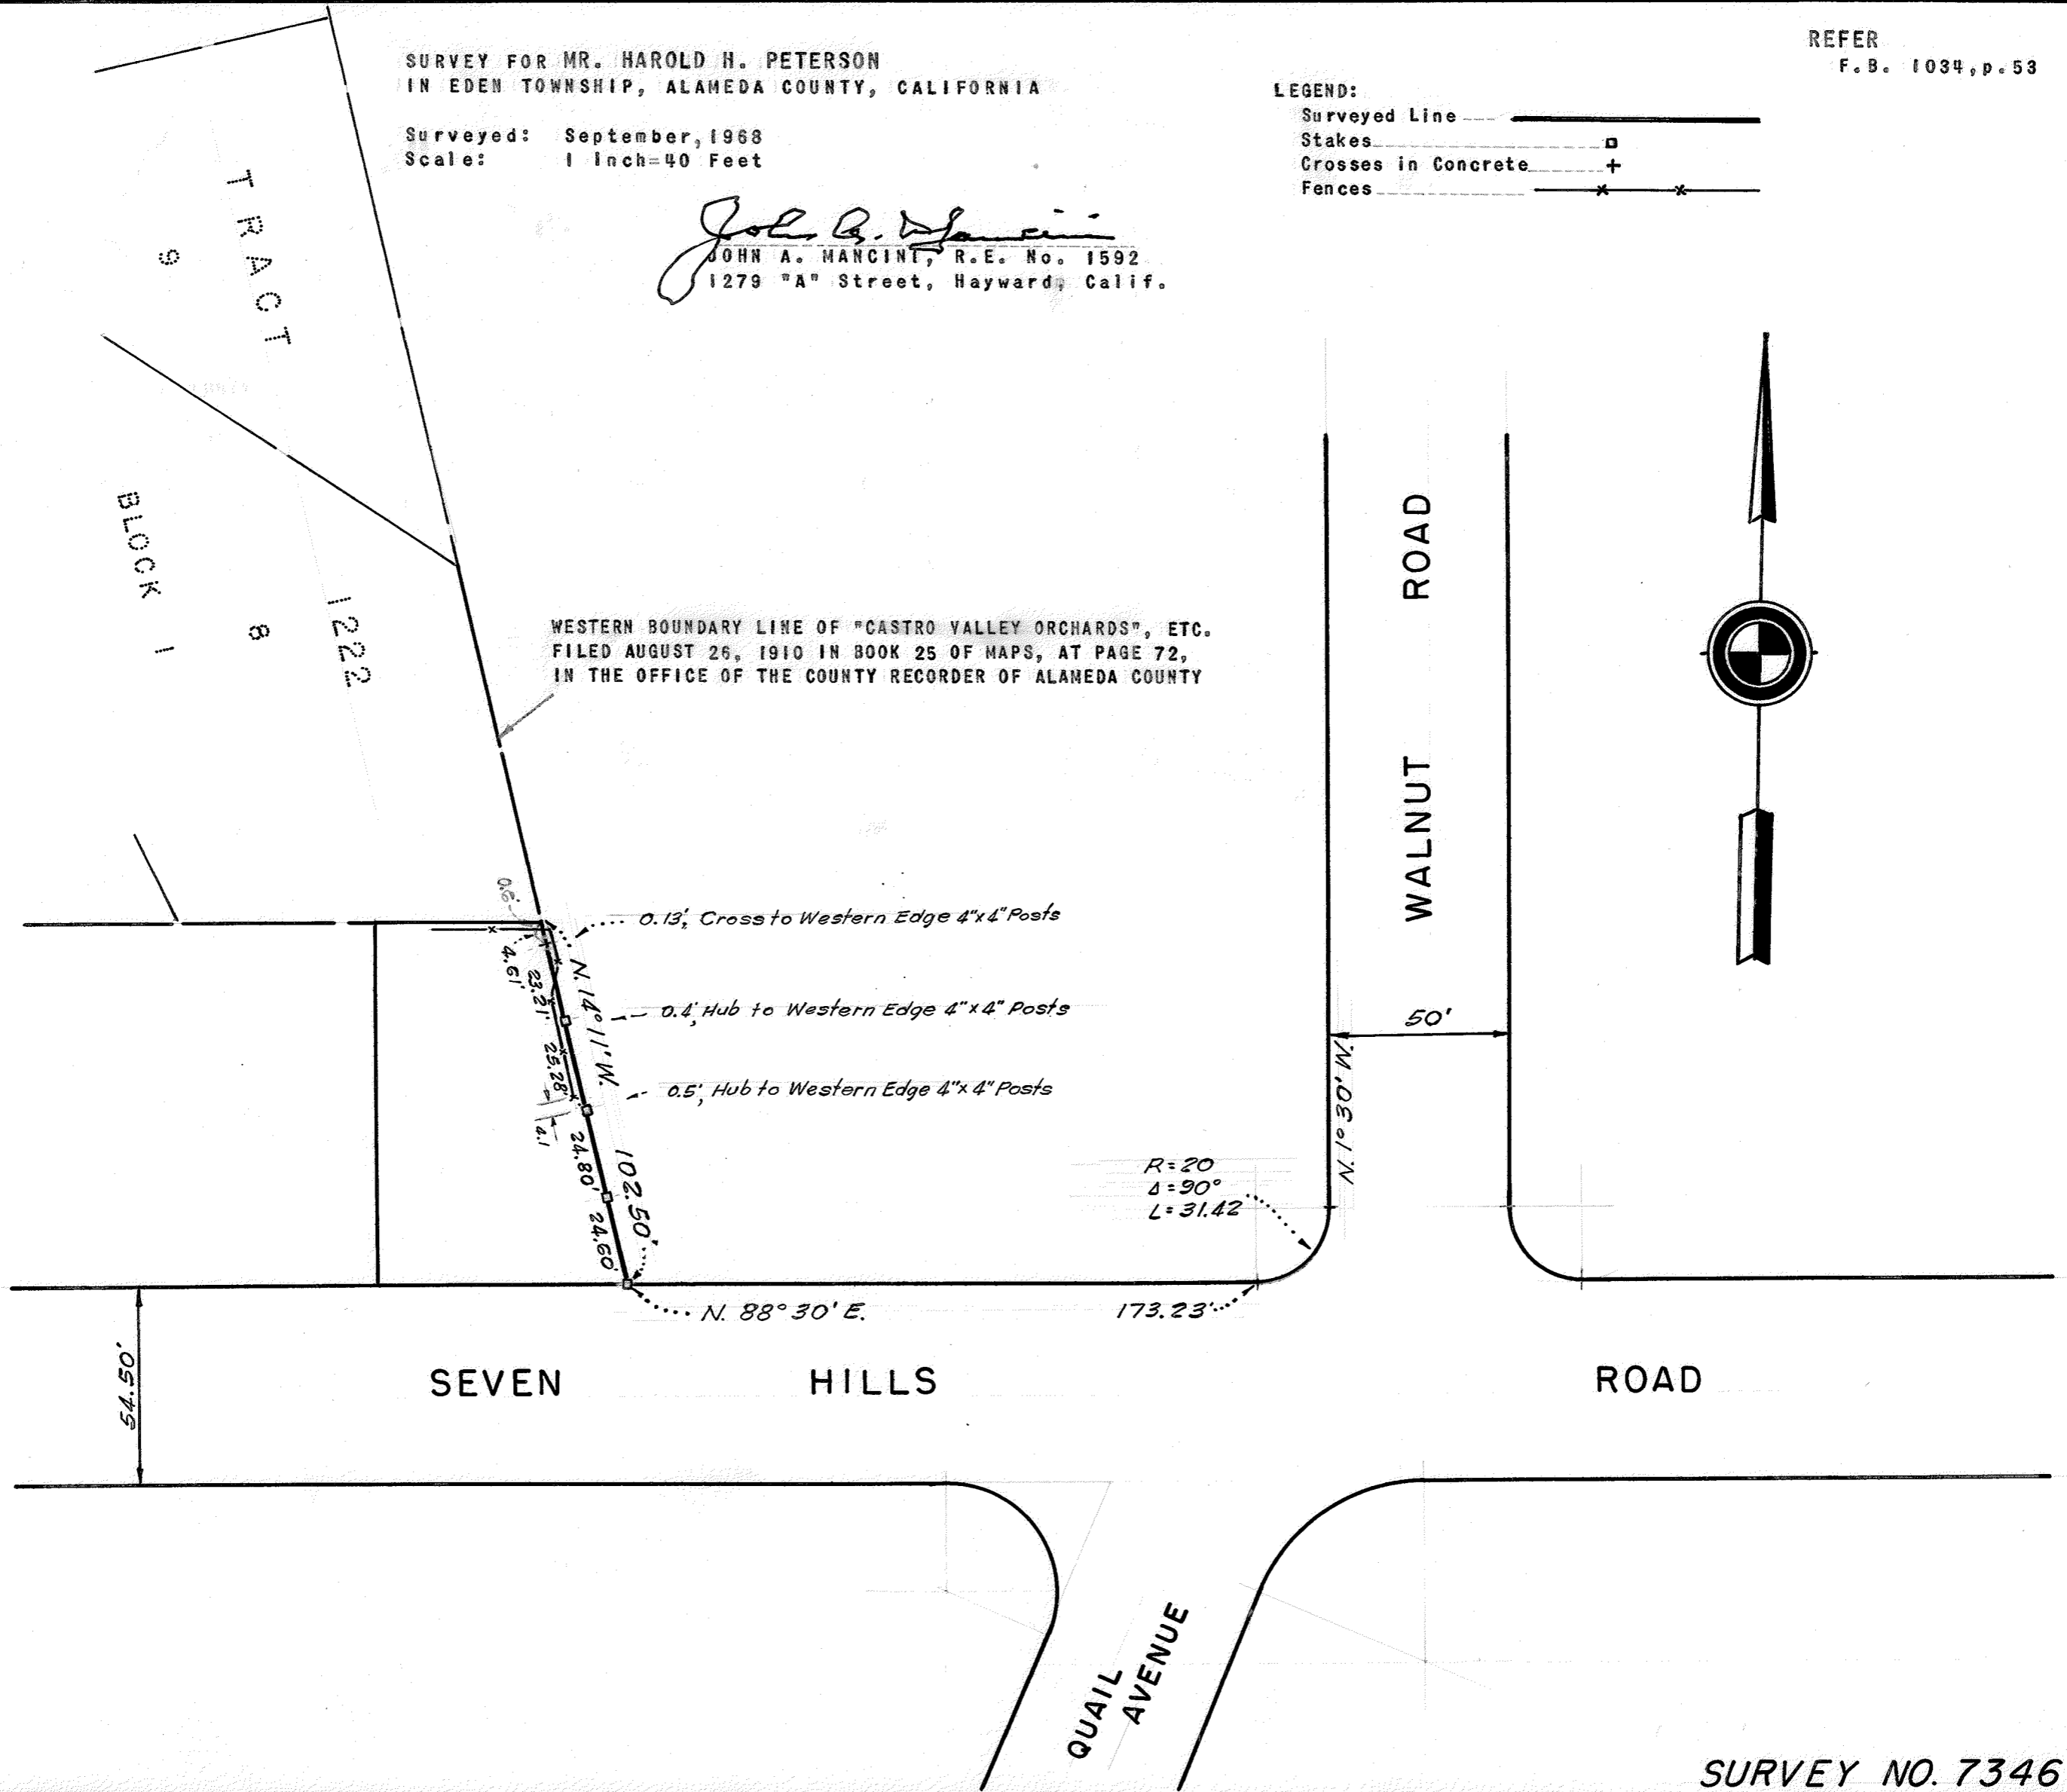 REFER
F.B. 1034, p.53
SURVEY FOR MR. HAROLD H. PETERSON
IN EDEN TOWNSHIP, ALAMEDA COUNTY, CALIFORNIA
Surveyed: September, 1968
Scale: 1 Inch=40 Feet
John A. Mancini
JOHN A. MANCINI, R.E. No. 1592
1279 "A" Street, Hayward, Calif.
LEGEND:
Surveyed Line
Stakes
Crosses in Concrete
Fences
TRACT
1222
9
BLOCK 1
8
WESTERN BOUNDARY LINE OF "CASTRO VALLEY ORCHARDS", ETC.
FILED AUGUST 26, 1910 IN BOOK 25 OF MAPS, AT PAGE 72,
IN THE OFFICE OF THE COUNTY RECORDER OF ALAMEDA COUNTY
WALNUT ROAD
0.6'
0.13', Cross to Western Edge 4"x4" Posts
4.61'
23.21'
N. 14°11' W.
0.4', Hub to Western Edge 4"x4" Posts
25.28'
0.5', Hub to Western Edge 4"x4" Posts
4.1
24.80'
102.50'
24.60'
50'
N. 1°30' W.
R=20
Δ=90°
L=31.42
N. 88°30' E.
173.23'
54.50'
SEVEN HILLS ROAD
QUAIL
AVENUE
SURVEY NO. 7346